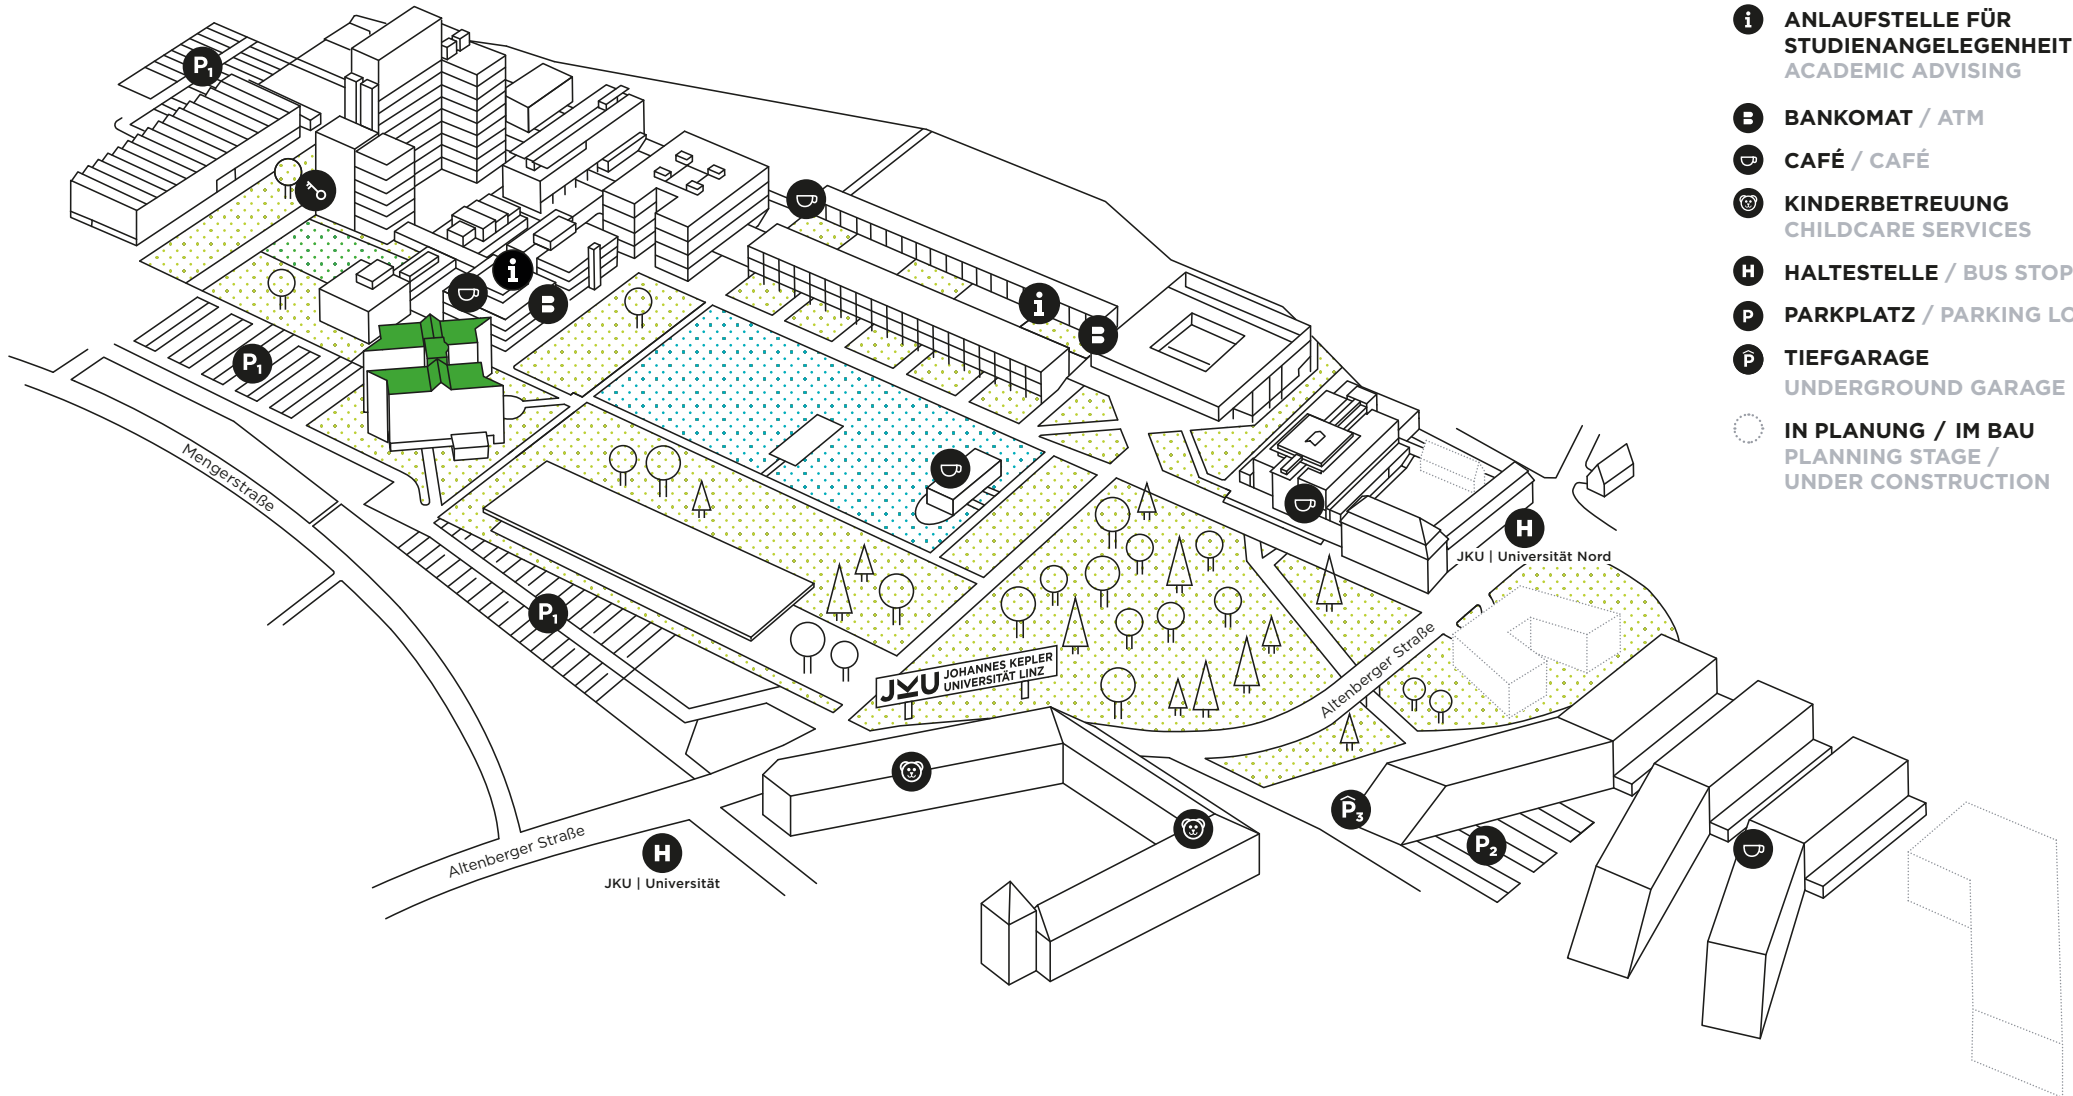 i ANLAUFSTELLE FÜR
STUDIENANGELEGENHEIT
ACADEMIC ADVISING
B BANKOMAT / ATM
CAFÉ / CAFÉ
KINDERBETREUUNG
CHILDCARE SERVICES
H HALTESTELLE / BUS STOP
P PARKPLATZ / PARKING LO
P TIEFGARAGE
UNDERGROUND GARAGE
IN PLANUNG / IM BAU
PLANNING STAGE /
UNDER CONSTRUCTION
P1
i
B
i
B
P1
Mengerstraße
H
JKU | Universität Nord
P1
JKU JOHANNES KEPLER
UNIVERSITÄT LINZ
Altenberger Straße
P3
P2
Altenberger Straße
H
JKU | Universität